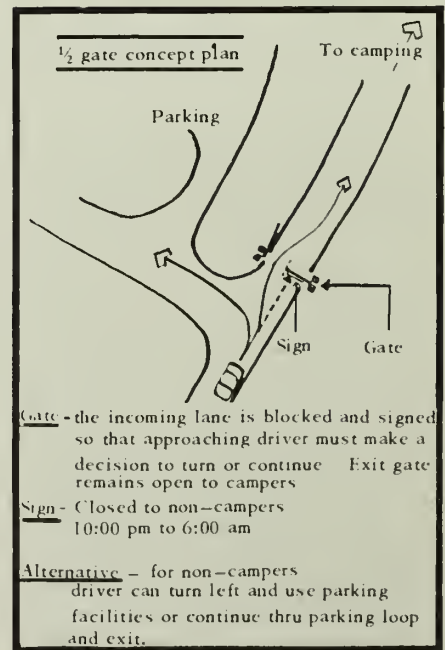 ½ gate concept plan
To camping
Parking
Sign
Gate
Gate - the incoming lane is blocked and signed
so that approaching driver must make a
decision to turn or continue Exit gate
remains open to campers
Sign - Closed to non-campers
10:00 pm to 6:00 am
Alternative - for non-campers
driver can turn left and use parking
facilities or continue thru parking loop
and exit.